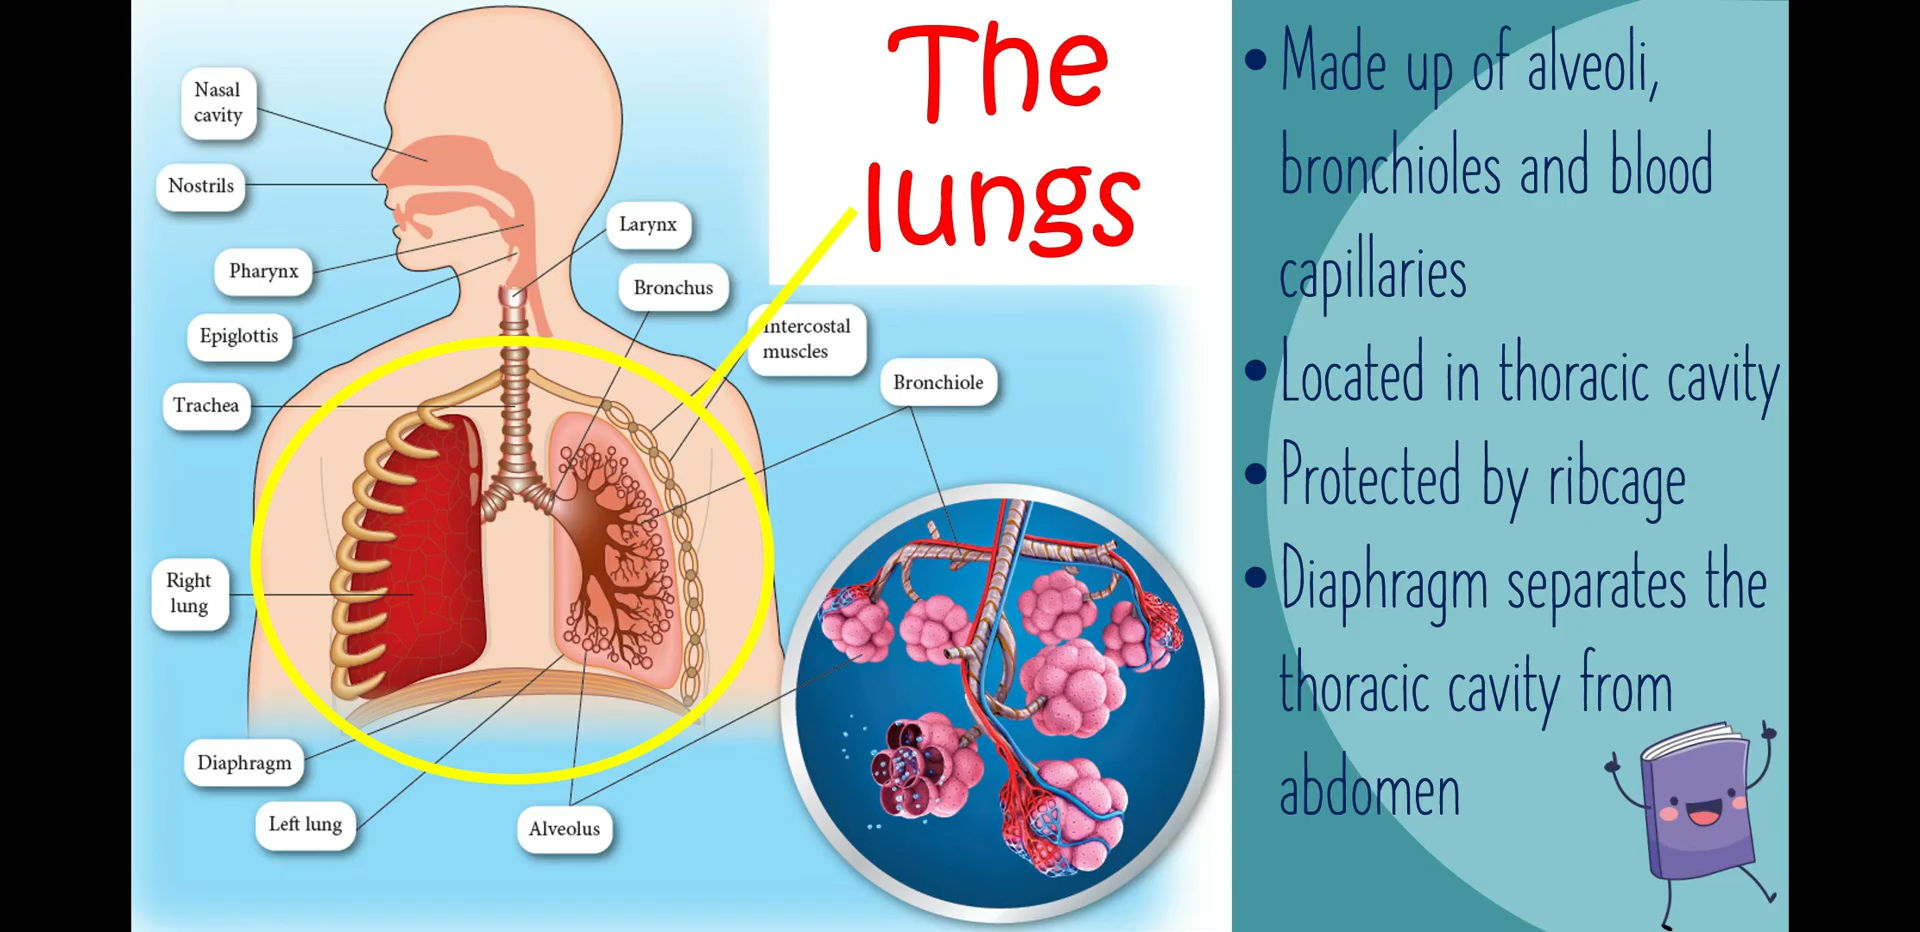 The
lungs
Nasal
cavity
Nostrils
Pharynx
Epiglottis
Trachea
Right
lung
Diaphragm
Left lung
Alveolus
Larynx
Bronchus
Intercostal
muscles
Bronchiole
• Made up of alveoli,
bronchioles and blood
capillaries
• Located in thoracic cavity
• Protected by ribcage
• Diaphragm separates the
thoracic cavity from
abdomen